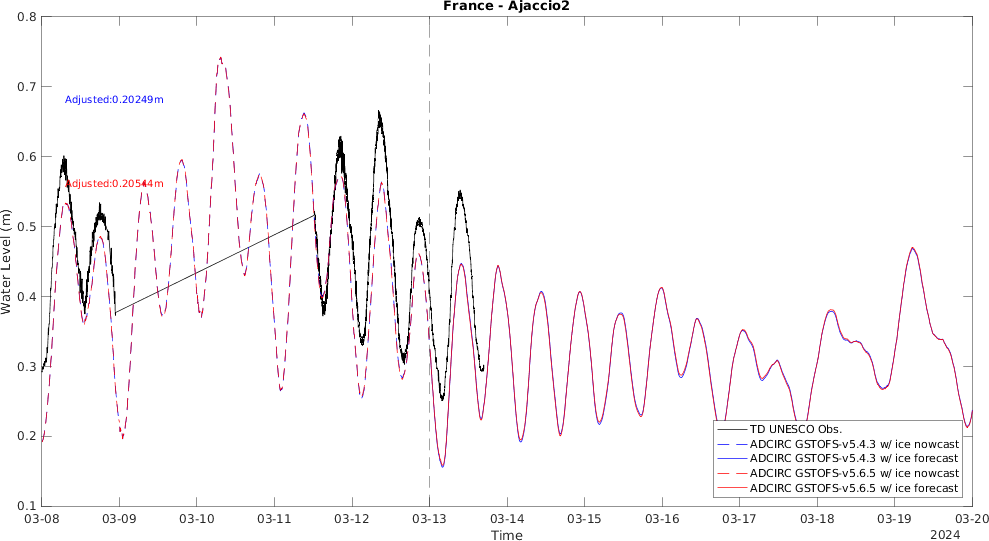 France - Ajaccio2
0.8
0.7
0.6
0.5
0.4
0.3
0.2
0.1
Water Level (m)
Adjusted:0.20249m
Adjusted:0.20544m
TD UNESCO Obs.
ADCIRC GSTOFS-v5.4.3 w/ ice nowcast
ADCIRC GSTOFS-v5.4.3 w/ ice forecast
ADCIRC GSTOFS-v5.6.5 w/ ice nowcast
ADCIRC GSTOFS-v5.6.5 w/ ice forecast
03-08 03-09 03-10 03-11 03-12 03-13 03-14 03-15 03-16 03-17 03-18 03-19 03-20
Time
2024